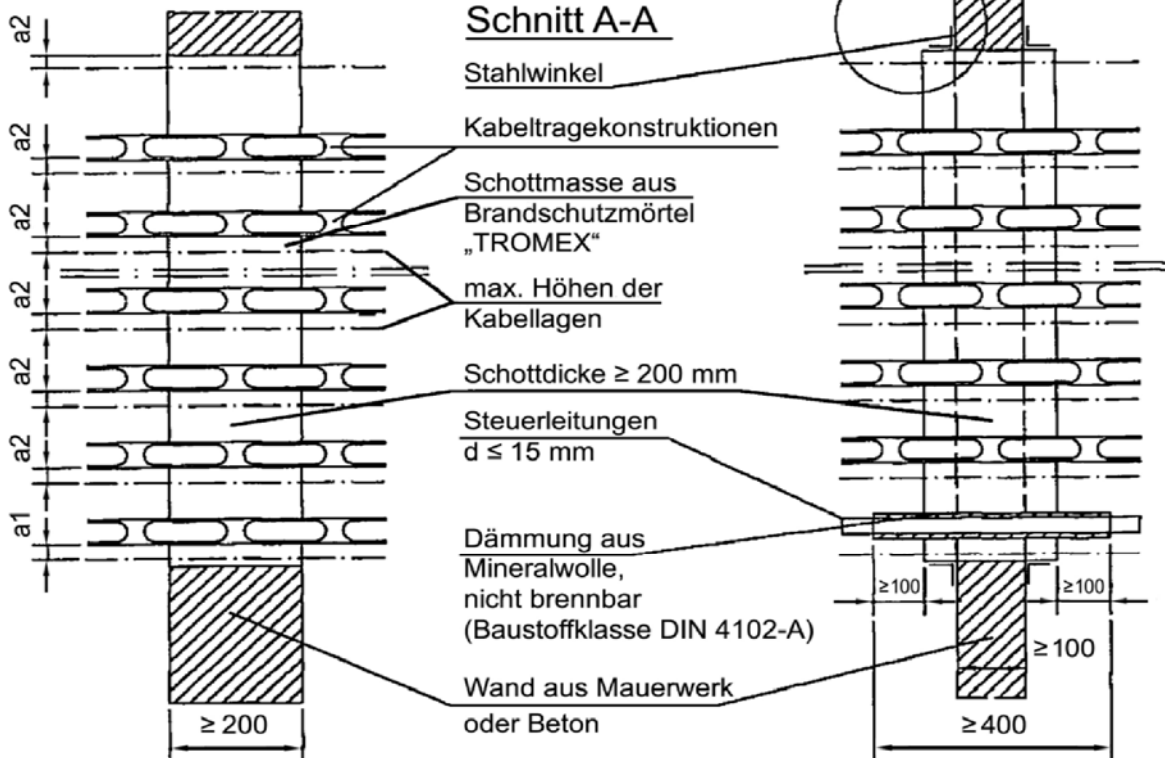 Schnitt A-A
Stahlwinkel
Kabeltragekonstruktionen
Schottmasse aus
Brandschutzmörtel
„TROMEX“
max. Höhen der
Kabellagen
Schottdicke ≥ 200 mm
Steuerleitungen
d ≤ 15 mm
Dämmung aus
Mineralwolle,
nicht brennbar
(Baustoffklasse DIN 4102-A)
Wand aus Mauerwerk
oder Beton
a2
a2
a2
a2
a2
a2
a1
≥ 200
≥100
≥100
≥100
≥400